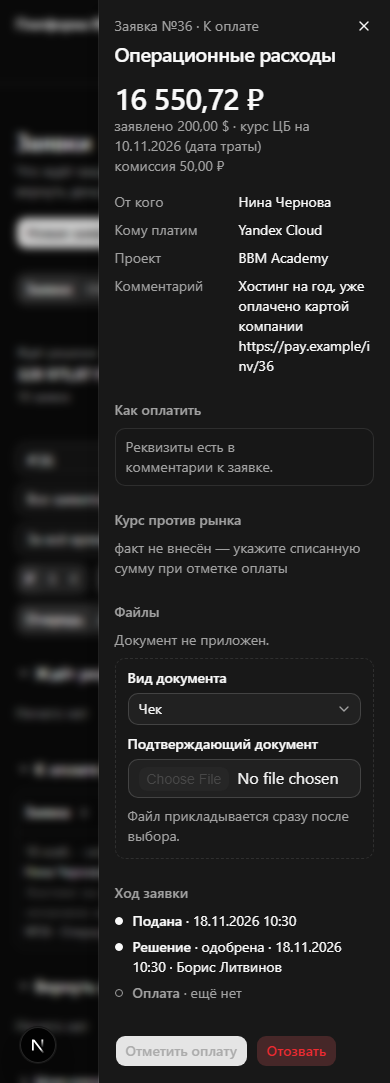 Заявка №36 · К оплате
Операционные расходы
16 550,72 ₽
заявлено 200,00 $ · курс ЦБ на
10.11.2026 (дата траты)
комиссия 50,00 ₽
От кого Нина Чернова
Кому платим Yandex Cloud
Проект BBM Academy
Комментарий Хостинг на год, уже
оплачено картой
компании
https://pay.example/i
nv/36
Как оплатить
Реквизиты есть в
комментарии к заявке.
Курс против рынка
факт не внесён — укажите списанную
сумму при отметке оплаты
Файлы
Документ не приложен.
Вид документа
Чек
Подтверждающий документ
Choose File No file chosen
Файл прикладывается сразу после
выбора.
Ход заявки
Подана · 18.11.2026 10:30
Решение · одобрена · 18.11.2026
10:30 · Борис Литвинов
Оплата · ещё нет
N
Отметить оплату Отозвать